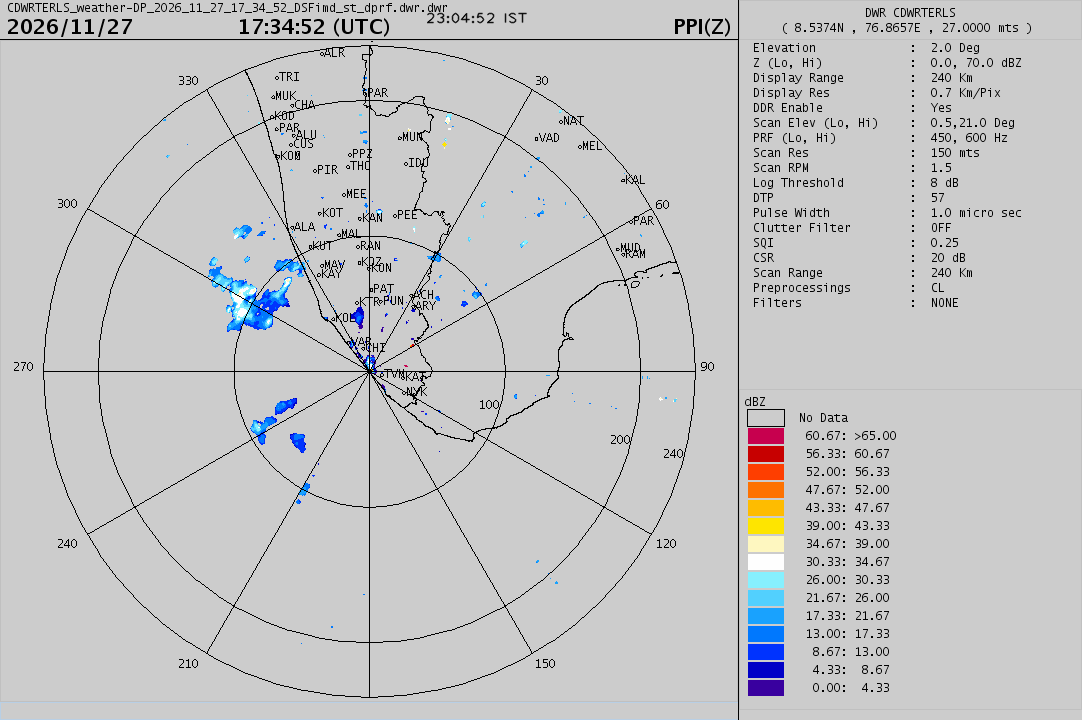 CDWRTERLS_weather-DP_2026_11_27_17_34_52_DSFimd_st_dprf.dwr.dwr
2026/11/27 17:34:52 (UTC) 23:04:52 IST PPI(Z)
DWR CDWRTERLS
( 8.5374N , 76.8657E , 27.0000 mts )
Elevation : 2.0 Deg
Z (Lo, Hi) : 0.0, 70.0 dBZ
Display Range : 240 Km
Display Res : 0.7 Km/Pix
DDR Enable : Yes
Scan Elev (Lo, Hi) : 0.5,21.0 Deg
PRF (Lo, Hi) : 450, 600 Hz
Scan Res : 150 mts
Scan RPM : 1.5
Log Threshold : 8 dB
DTP : 57
Pulse Width : 1.0 micro sec
Clutter Filter : OFF
SQI : 0.25
CSR : 20 dB
Scan Range : 240 Km
Preprocessings : CL
Filters : NONE
dBZ
No Data
60.67: >65.00
56.33: 60.67
52.00: 56.33
47.67: 52.00
43.33: 47.67
39.00: 43.33
34.67: 39.00
30.33: 34.67
26.00: 30.33
21.67: 26.00
17.33: 21.67
13.00: 17.33
8.67: 13.00
4.33: 8.67
0.00: 4.33
ALR
TRI
330
30
MUK
PAR
CHA
KOD
NAT
PAR
ALU
MUN
VAD
CUS
MEL
PPZ
IDU
PIR
THO
KAL
MEE
300
60
KOT
KAN
PEE
PAR
ALA
MAL
KUT
RAN
MUD
RAM
MAV
KOZ
KON
KAY
PAT
ACH
KTR
PUN
ARY
KOL
VAR
CHI
270
90
TVM
KAT
NYK
100
200
240
240
120
210
150